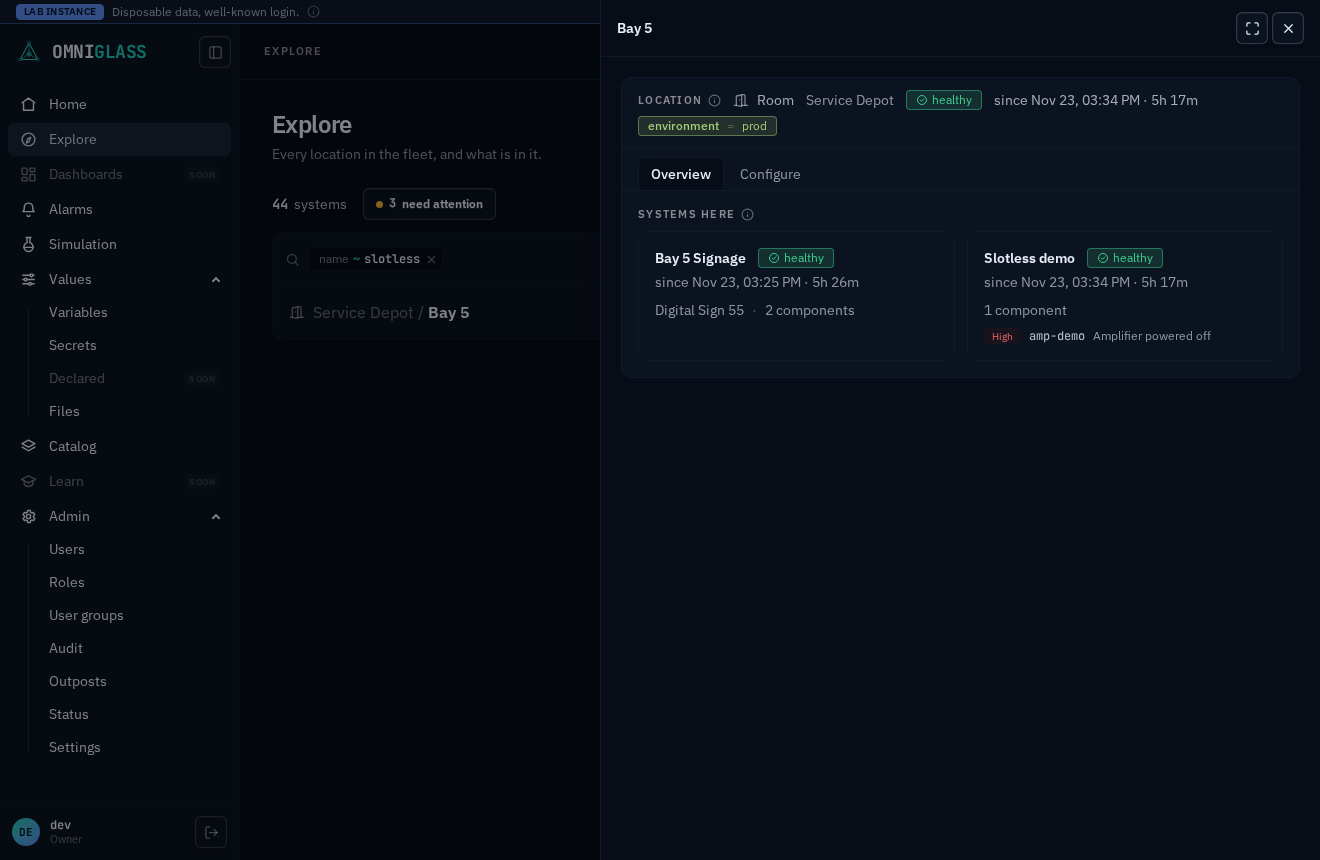 LAB INSTANCE Disposable data, well-known login.
OMNIGLASS
Home
Explore
Dashboards SOON
Alarms
Simulation
Values
Variables
Secrets
Declared SOON
Files
Catalog
Learn SOON
Admin
Users
Roles
User groups
Audit
Outposts
Status
Settings
DE dev
Owner
EXPLORE
Explore
Every location in the fleet, and what is in it.
44 systems 3 need attention
name ~ slotless
Service Depot / Bay 5
Bay 5
LOCATION Room Service Depot healthy since Nov 23, 03:34 PM · 5h 17m
environment = prod
Overview Configure
SYSTEMS HERE
Bay 5 Signage healthy
since Nov 23, 03:25 PM · 5h 26m
Digital Sign 55 · 2 components
Slotless demo healthy
since Nov 23, 03:34 PM · 5h 17m
1 component
High amp-demo Amplifier powered off